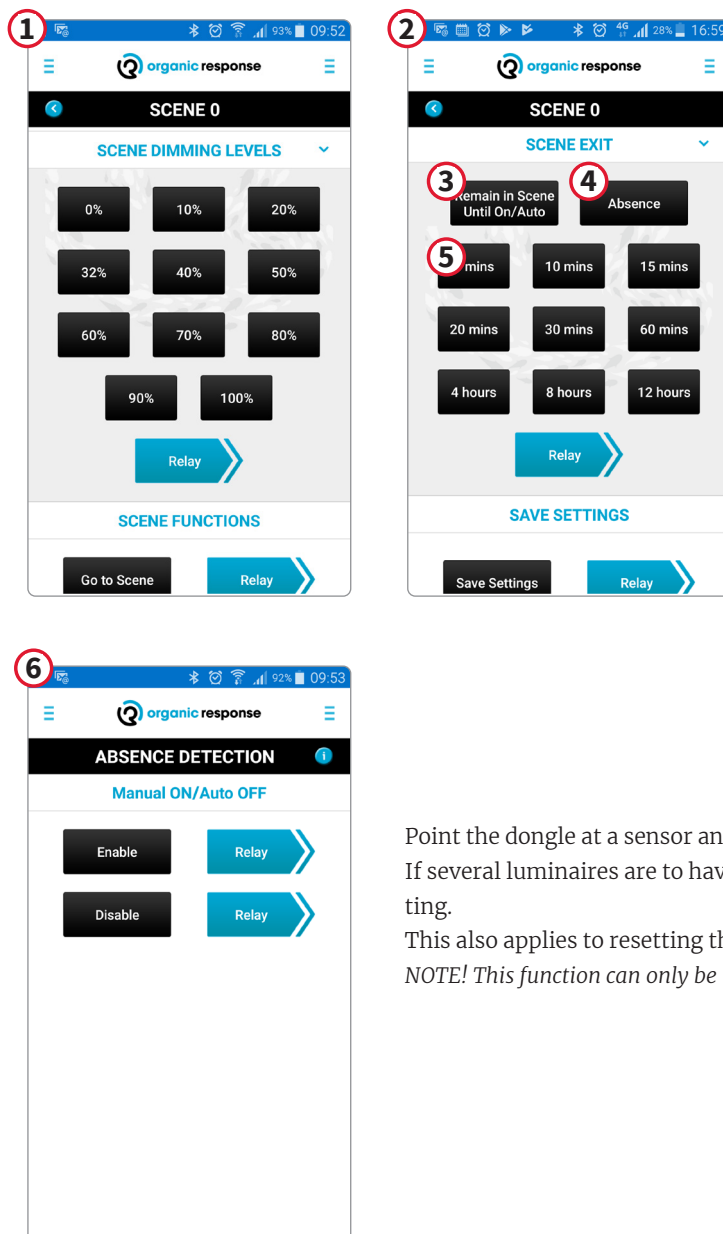 1
93% 09:52
organic response
SCENE 0
SCENE DIMMING LEVELS
0% 10% 20%
32% 40% 50%
60% 70% 80%
90% 100%
Relay
SCENE FUNCTIONS
Go to Scene Relay
2
4G 28% 16:59
organic response
SCENE 0
SCENE EXIT
3 4
Remain in Scene
Until On/Auto Absence
5
mins 10 mins 15 mins
20 mins 30 mins 60 mins
4 hours 8 hours 12 hours
Relay
SAVE SETTINGS
Save Settings Relay
6
92% 09:53
organic response
ABSENCE DETECTION
Manual ON/Auto OFF
Enable Relay
Disable Relay
Point the dongle at a sensor an
If several luminaires are to hav
ting.
This also applies to resetting th
NOTE! This function can only be